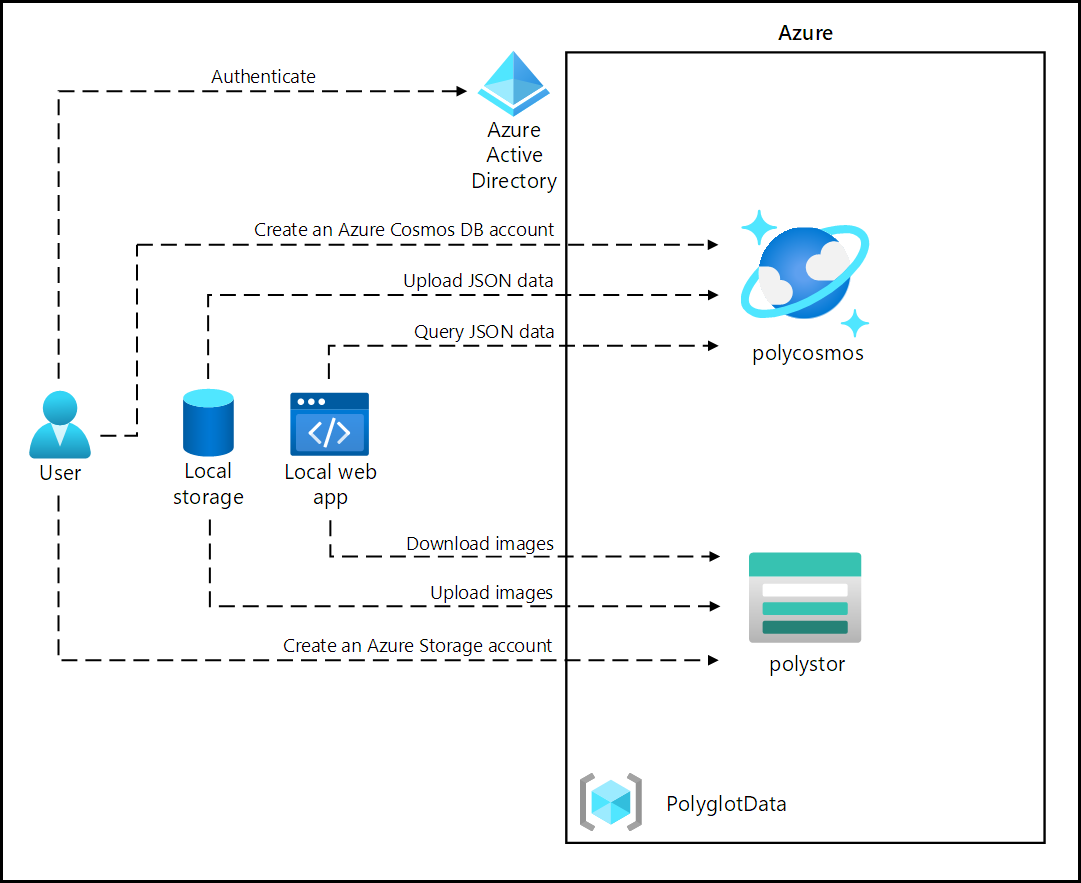 Azure
Authenticate
Azure
Active
Directory
Create an Azure Cosmos DB account
Upload JSON data
Query JSON data
polycosmos
User
Local
storage
Local web
app
Download images
Upload images
Create an Azure Storage account
polystor
PolyglotData